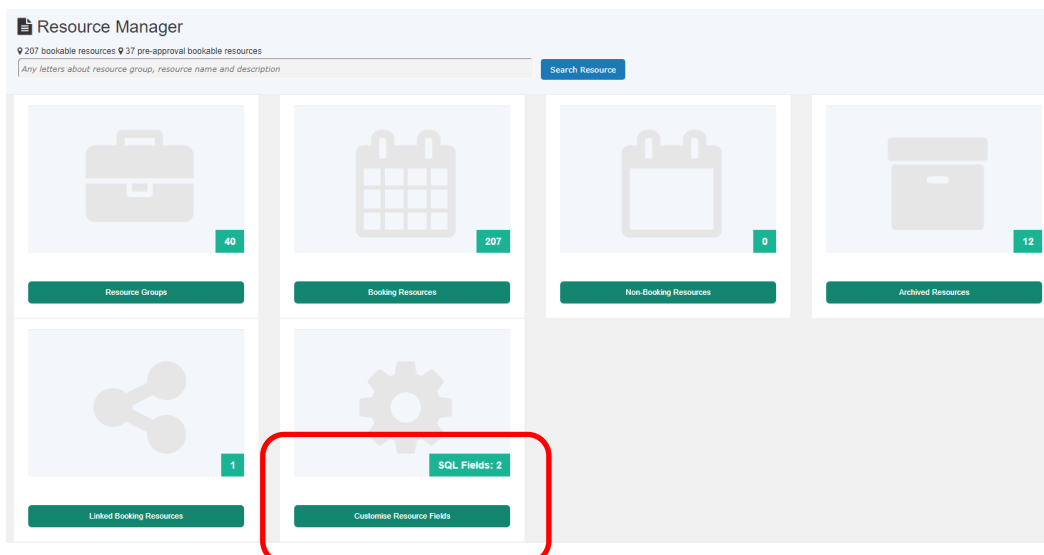 Resource Manager
207 bookable resources 37 pre-approval bookable resources
Any letters about resource group, resource name and description
Search Resource
40
207
0
12
Resource Groups
Booking Resources
Non-Booking Resources
Archived Resources
1
SQL Fields: 2
Linked Booking Resources
Customise Resource Fields